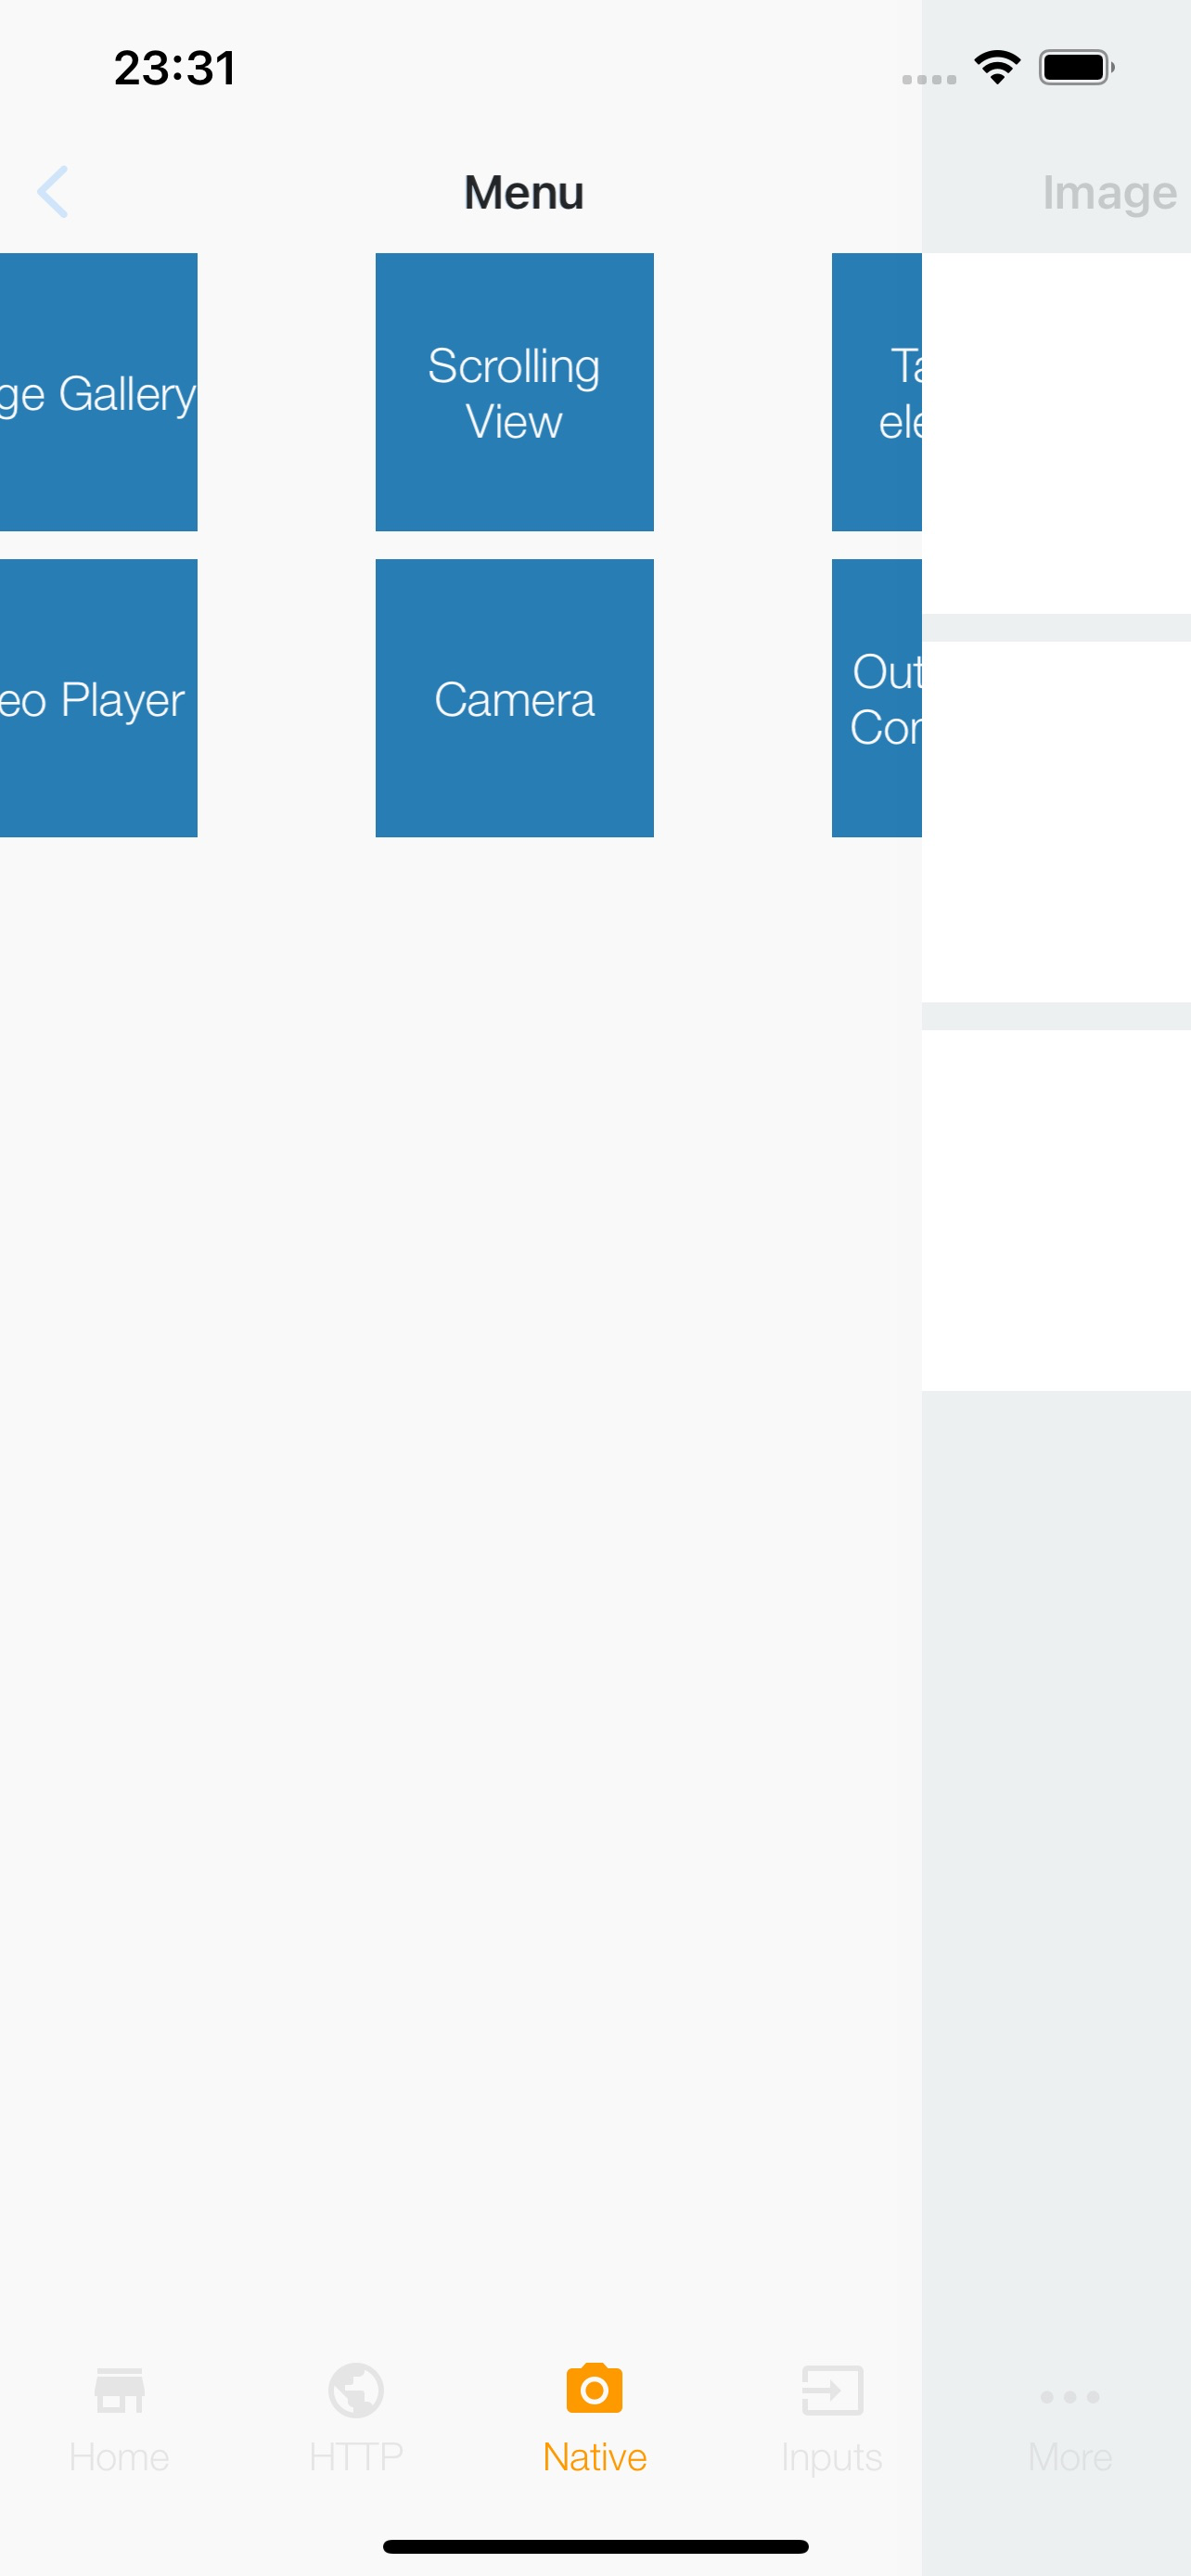 23:31
Menu
Image
ge Gallery
Scrolling
View
Ta
ele
eo Player
Camera
Out
Con
Home
HTTP
Native
Inputs
More